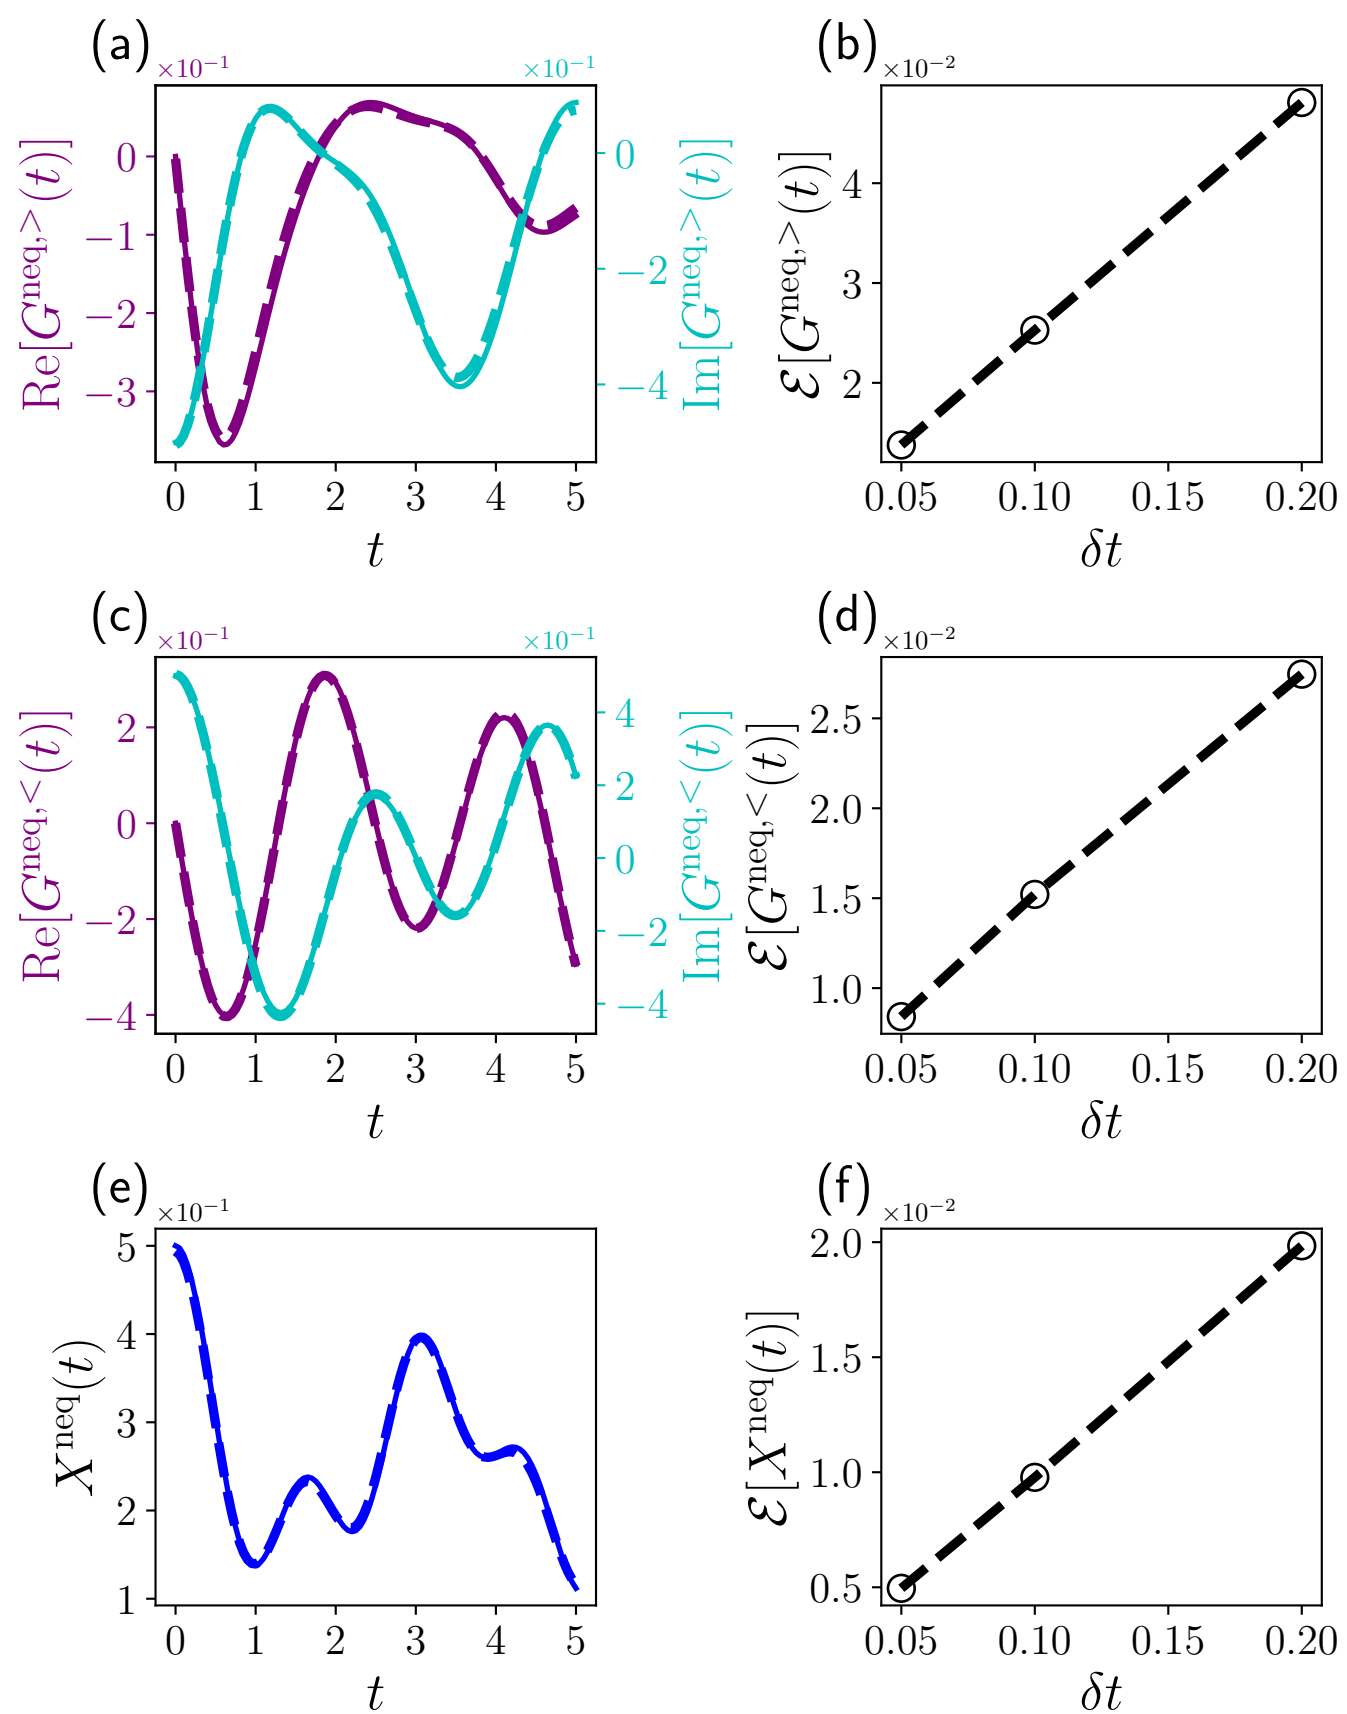 (a)
×10⁻¹
×10⁻¹
Re[G^{neq,>}(t)]
0
−1
−2
−3
0
−2
−4
Im[G^{neq,>}(t)]
0 1 2 3 4 5
t
(b)
×10⁻²
ℰ[G^{neq,>}(t)]
4
3
2
0.05 0.10 0.15 0.20
δt
(c)
×10⁻¹
×10⁻¹
Re[G^{neq,<}(t)]
2
0
−2
−4
4
2
0
−2
−4
Im[G^{neq,<}(t)]
0 1 2 3 4 5
t
(d)
×10⁻²
ℰ[G^{neq,<}(t)]
2.5
2.0
1.5
1.0
0.05 0.10 0.15 0.20
δt
(e)
×10⁻¹
X^{neq}(t)
5
4
3
2
1
0 1 2 3 4 5
t
(f)
×10⁻²
ℰ[X^{neq}(t)]
2.0
1.5
1.0
0.5
0.05 0.10 0.15 0.20
δt